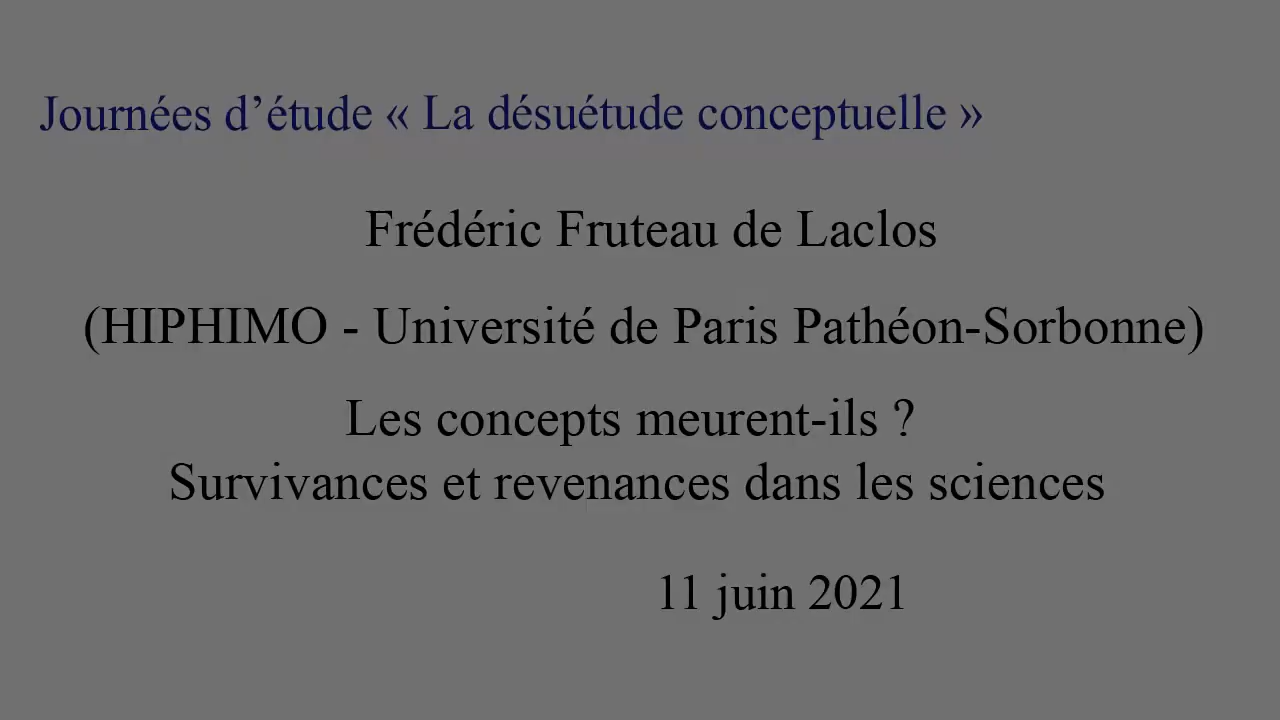 Journées d’étude « La désuétude conceptuelle »
Frédéric Fruteau de Laclos
(HIPHIMO - Université de Paris Pathéon-Sorbonne)
Les concepts meurent-ils ?
Survivances et revenances dans les sciences
11 juin 2021